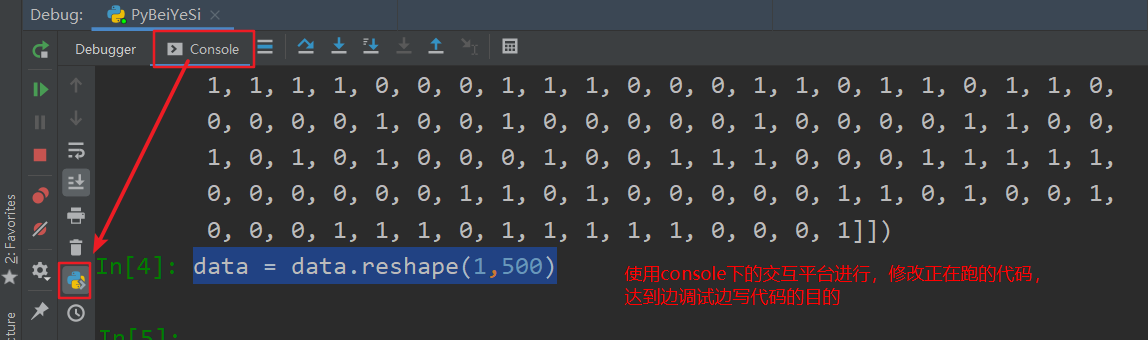 Debug: PyBeiYeSi ×
Debugger Console
1, 1, 1, 1, 0, 0, 0, 1, 1, 1, 0, 0, 0, 1, 1, 0, 1, 1, 0, 1, 1, 0,
0, 0, 0, 0, 1, 0, 0, 1, 0, 0, 0, 0, 0, 1, 0, 0, 0, 0, 1, 1, 0, 0,
1, 0, 1, 0, 1, 0, 0, 0, 1, 0, 0, 1, 1, 1, 0, 0, 0, 1, 1, 1, 1, 1,
0, 0, 0, 0, 0, 0, 1, 1, 0, 1, 0, 0, 0, 0, 0, 1, 1, 0, 1, 0, 0, 1,
0, 0, 0, 1, 1, 1, 0, 1, 1, 1, 1, 1, 0, 0, 0, 1]])
In[4]: data = data.reshape(1,500)
使用console下的交互平台进行，修改正在跑的代码，
达到边调试边写代码的目的
In[5]:
2: Favorites